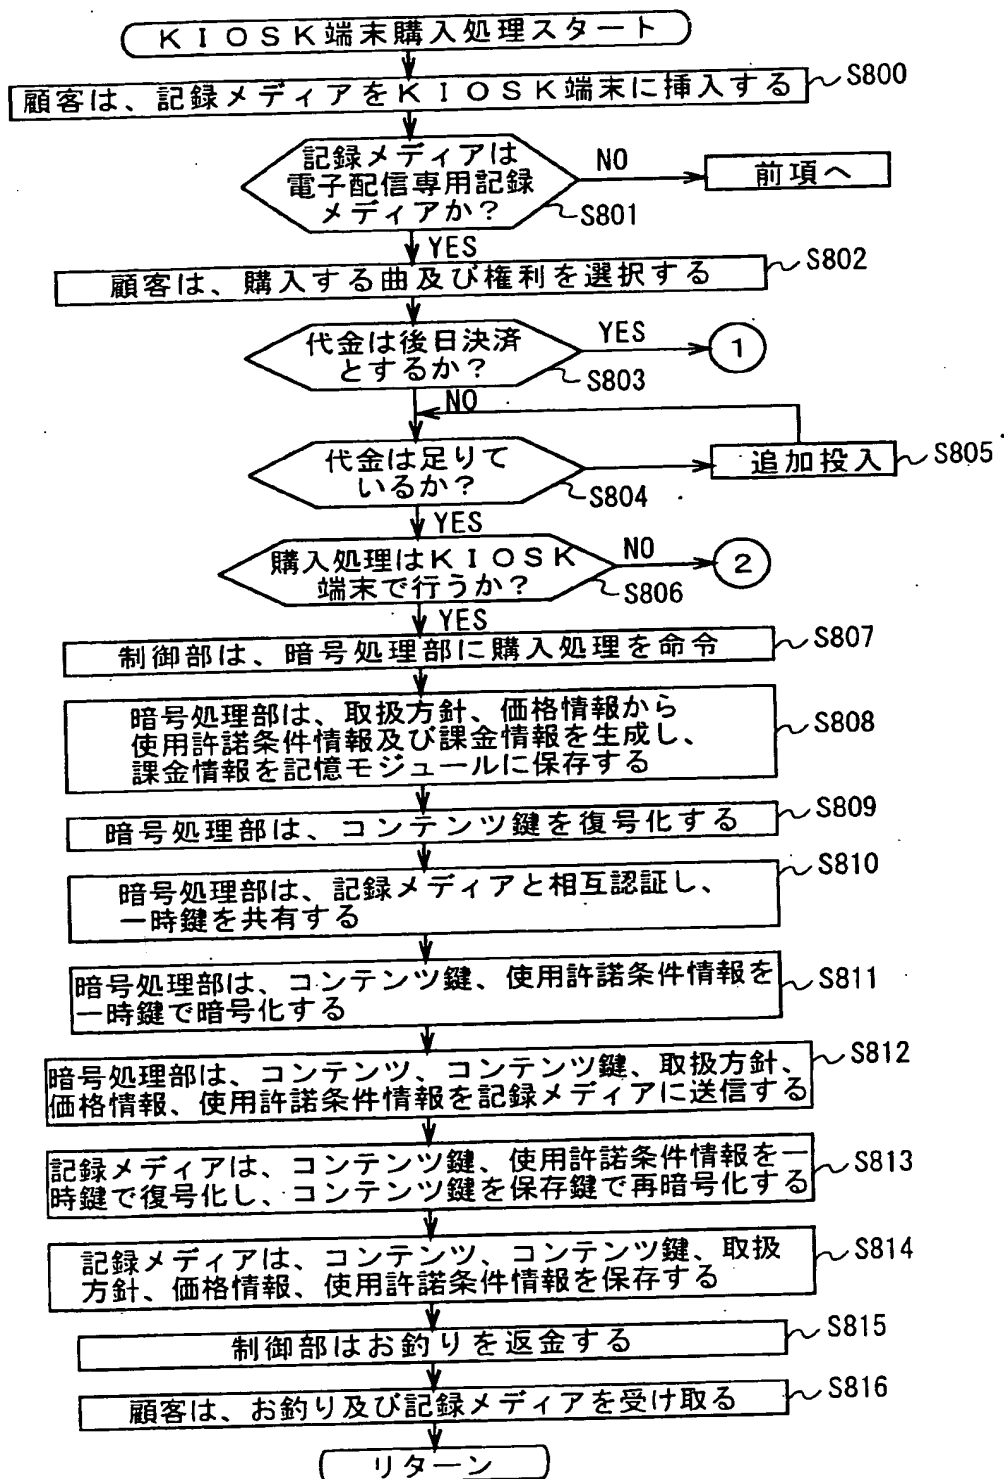 KIOSK端末購入処理スタート
顧客は、記録メディアをKIOSK端末に挿入する
S800
記録メディアは
電子配信専用記録
メディアか？
S801
NO
前項へ
YES
顧客は、購入する曲及び権利を選択する
S802
代金は後日決済
とするか？
S803
YES
1
NO
代金は足りて
いるか？
S804
追加投入
S805
YES
購入処理はKIOSK
端末で行うか？
S806
NO
2
YES
制御部は、暗号処理部に購入処理を命令
S807
暗号処理部は、取扱方針、価格情報から
使用許諾条件情報及び課金情報を生成し、
課金情報を記憶モジュールに保存する
S808
暗号処理部は、コンテンツ鍵を復号化する
S809
暗号処理部は、記録メディアと相互認証し、
一時鍵を共有する
S810
暗号処理部は、コンテンツ鍵、使用許諾条件情報を
一時鍵で暗号化する
S811
暗号処理部は、コンテンツ、コンテンツ鍵、取扱方針、
価格情報、使用許諾条件情報を記録メディアに送信する
S812
記録メディアは、コンテンツ鍵、使用許諾条件情報を一
時鍵で復号化し、コンテンツ鍵を保存鍵で再暗号化する
S813
記録メディアは、コンテンツ、コンテンツ鍵、取扱
方針、価格情報、使用許諾条件情報を保存する
S814
制御部はお釣りを返金する
S815
顧客は、お釣り及び記録メディアを受け取る
S816
リターン